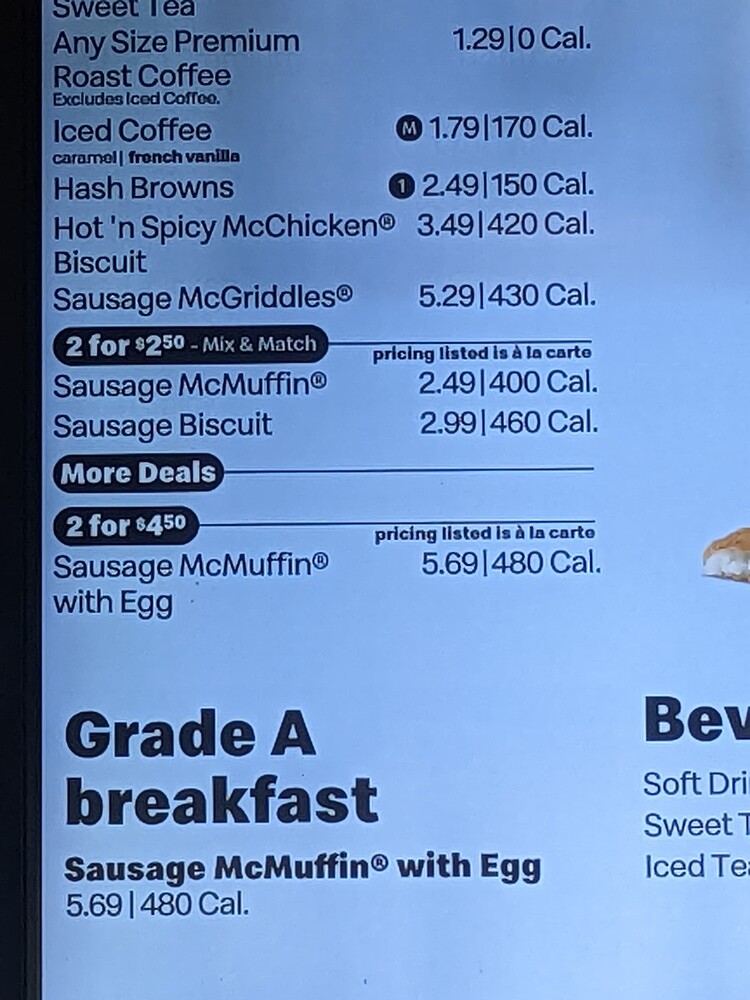 Sweet Tea
Any Size Premium 1.29|0 Cal.
Roast Coffee
Excludes Iced Coffee.
Iced Coffee M 1.79|170 Cal.
caramel| french vanilla
Hash Browns 1 2.49|150 Cal.
Hot 'n Spicy McChicken® 3.49|420 Cal.
Biscuit
Sausage McGriddles® 5.29|430 Cal.
2 for $250 - Mix & Match
pricing listed is à la carte
Sausage McMuffin® 2.49|400 Cal.
Sausage Biscuit 2.99|460 Cal.
More Deals
2 for $450
pricing listed is à la carte
Sausage McMuffin® 5.69|480 Cal.
with Egg
Grade A
breakfast
Sausage McMuffin® with Egg
5.69|480 Cal.
Bev
Soft Dri
Sweet T
Iced Tea